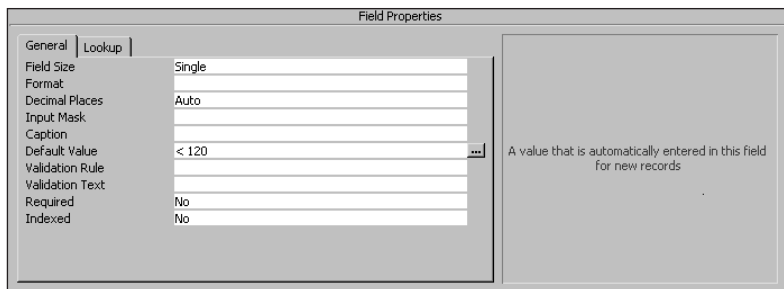 Field Properties
General Lookup
Field Size Single
Format
Decimal Places Auto
Input Mask
Caption
Default Value < 120 ...
Validation Rule
Validation Text
Required No
Indexed No
A value that is automatically entered in this field
for new records